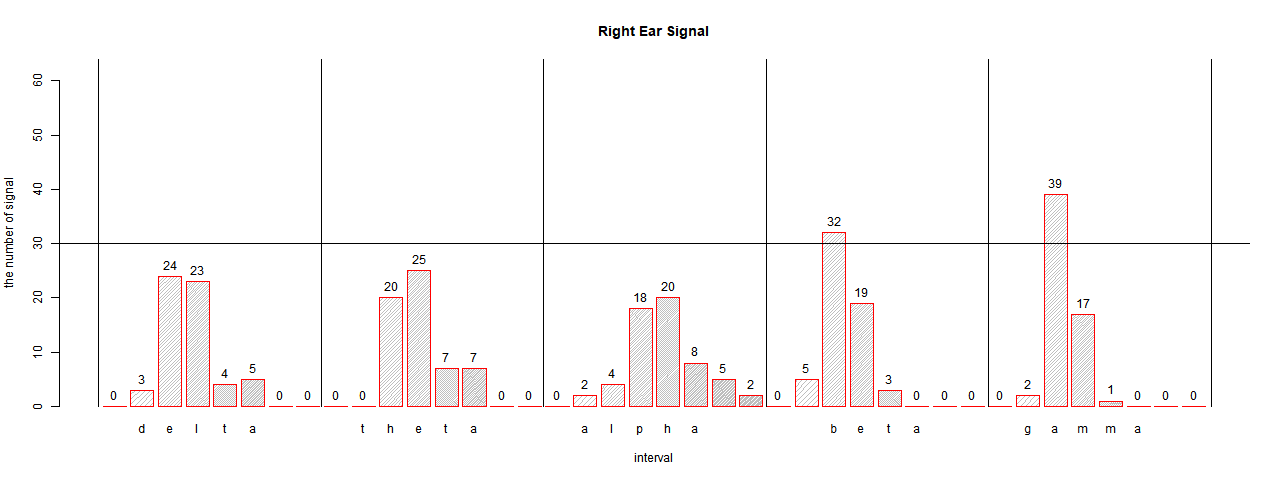 Right Ear Signal
the number of signal
60
50
40
30
20
10
0
0 3 24 23 4 5 0 0
0 0 20 25 7 7 0 0
0 2 4 18 20 8 5 2
0 5 32 19 3 0 0 0
0 2 39 17 1 0 0 0
d e l t a t h e t a a l p h a b e t a g a m m a
interval